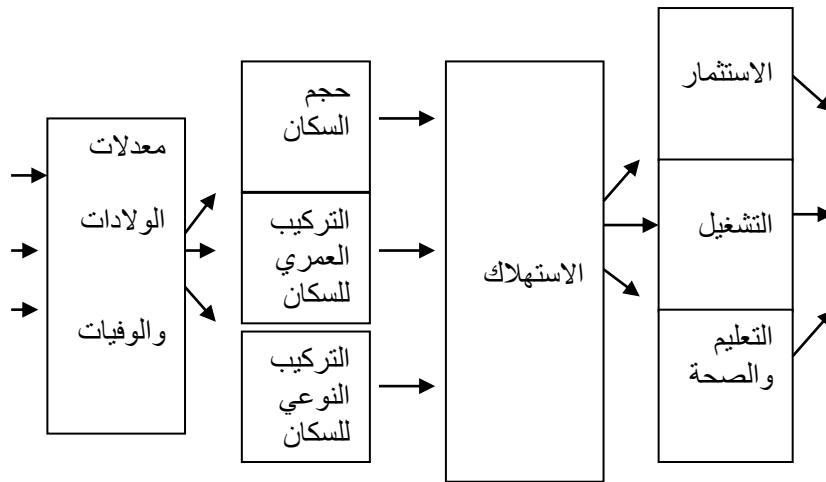 معدلات
الولادات
والوفيات
حجم
السكان
التركيب
العمري
للسكان
التركيب
النوعي
للسكان
الاستهلاك
الاستثمار
التشغيل
التعليم
والصحة